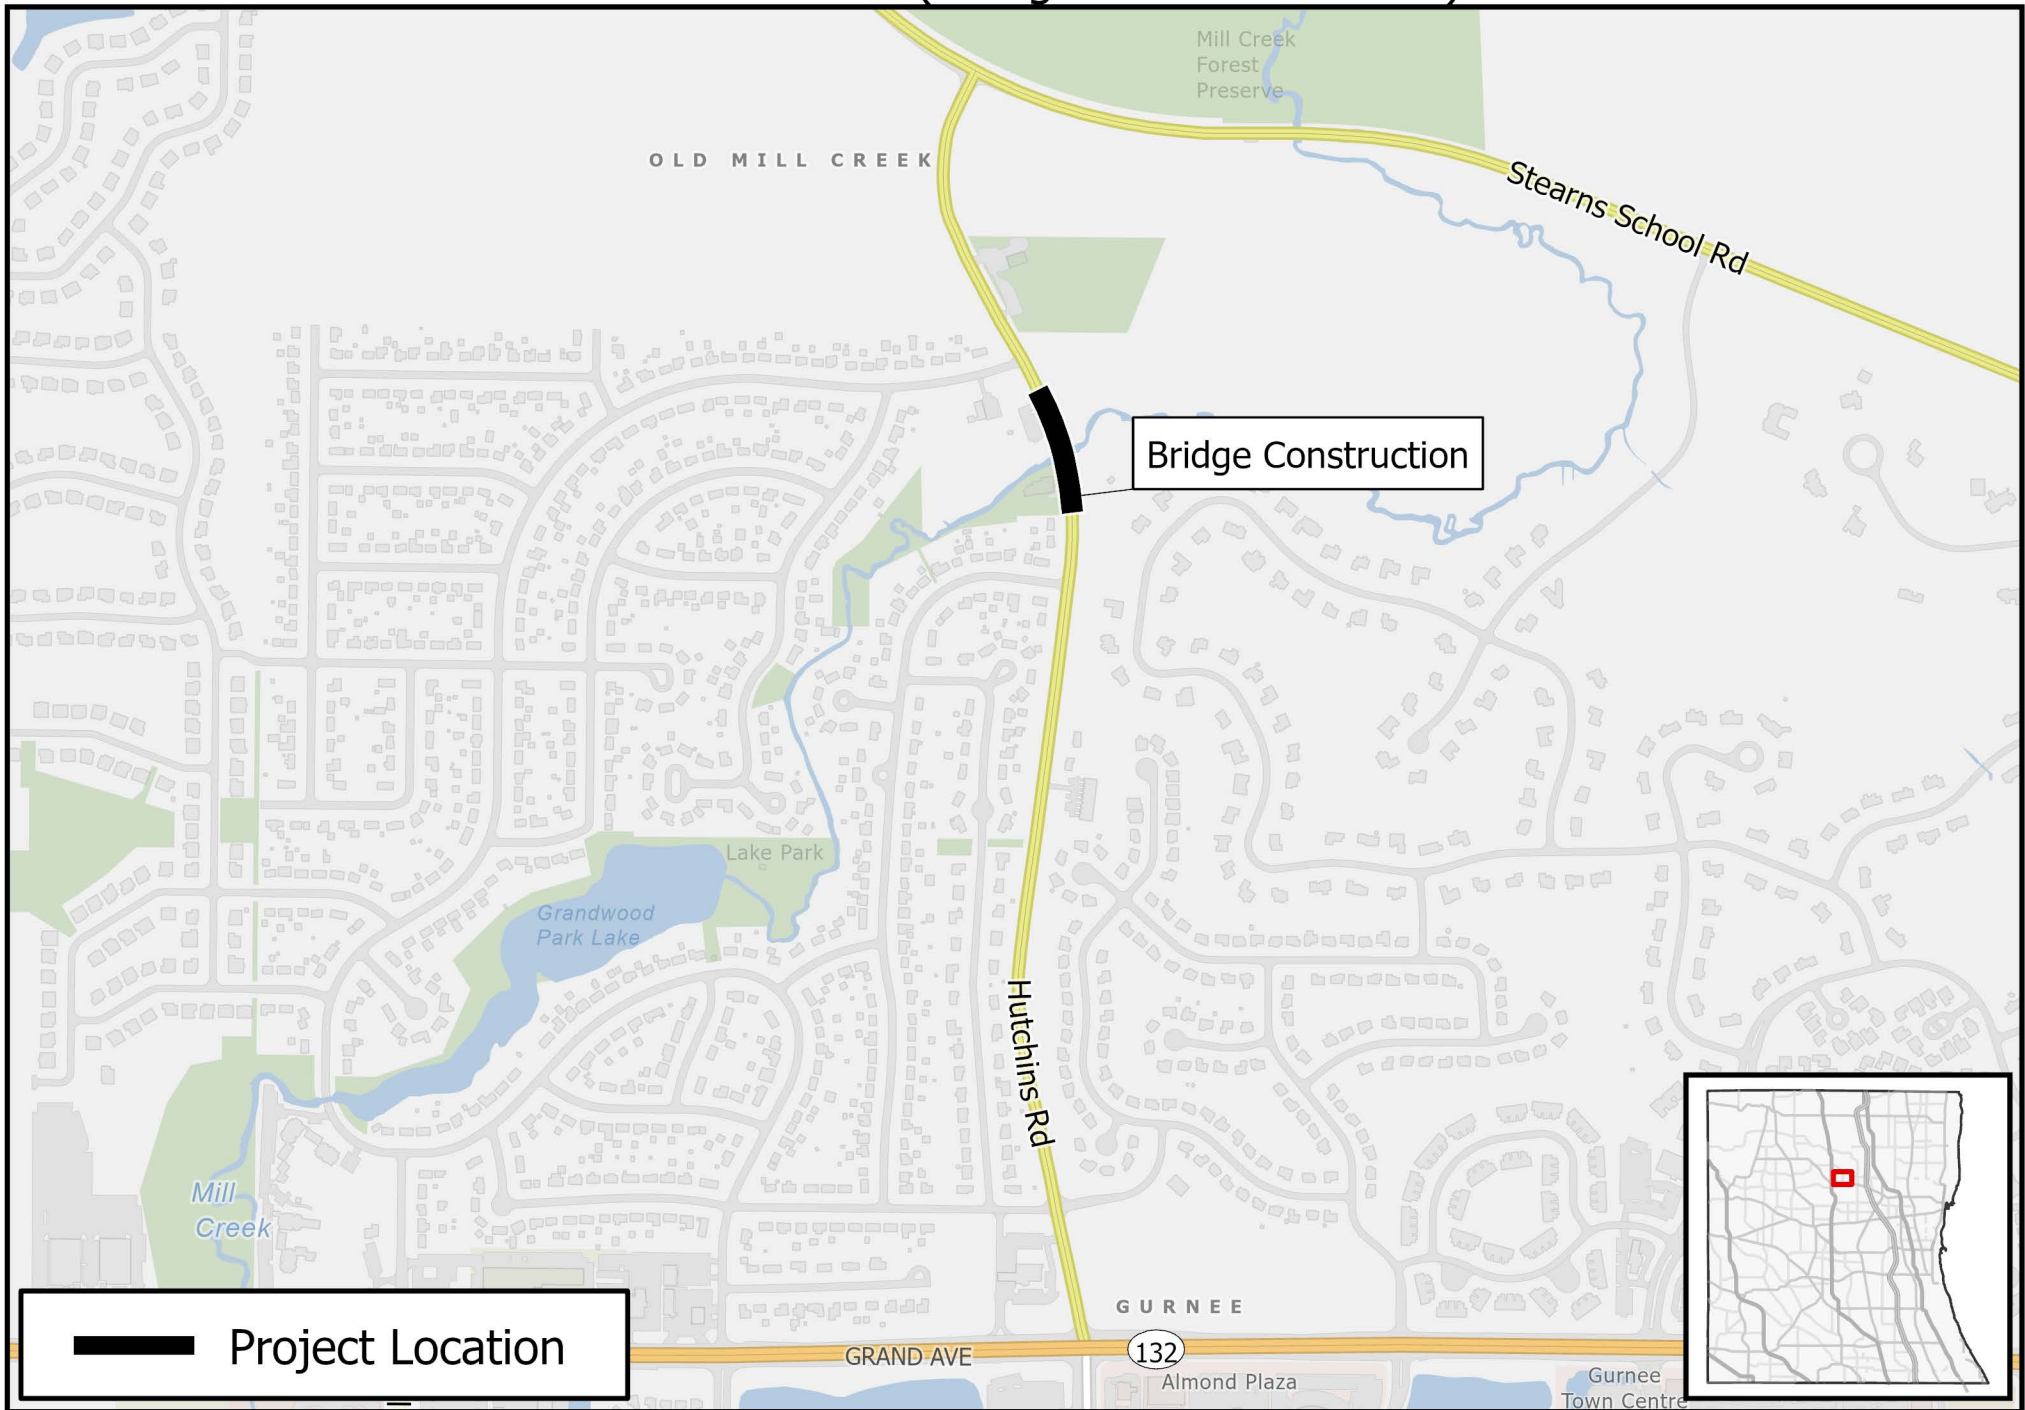 Mill Creek
Forest
Preserve
OLD MILL CREEK
Stearns School Rd
Bridge Construction
Lake Park
Grandwood
Park Lake
Hutchins Rd
Mill
Creek
GURNEE
Project Location
GRAND AVE
132
Almond Plaza
Gurnee
Town Centre